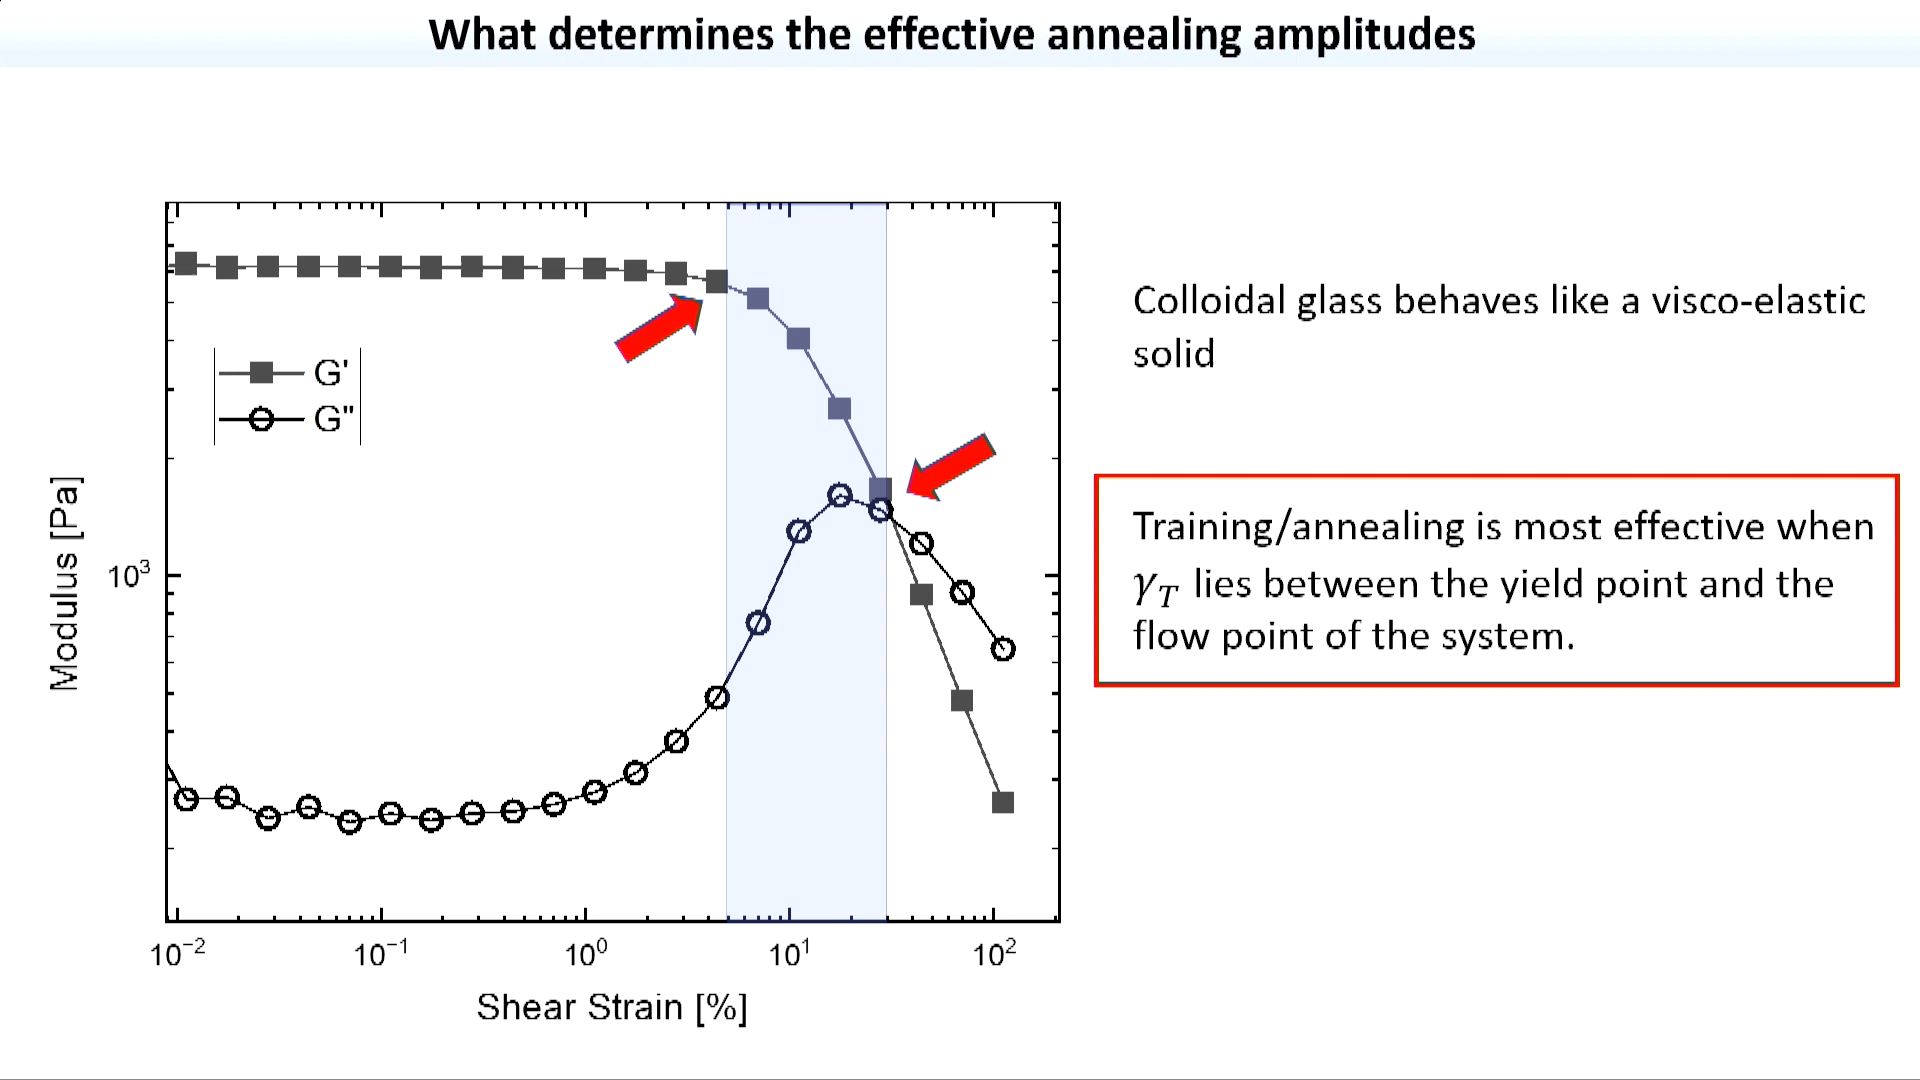 What determines the effective annealing amplitudes
G'
G"
Modulus [Pa]
10³
10⁻²
10⁻¹
10⁰
10¹
10²
Shear Strain [%]
Colloidal glass behaves like a visco-elastic
solid
Training/annealing is most effective when
γ_T lies between the yield point and the
flow point of the system.